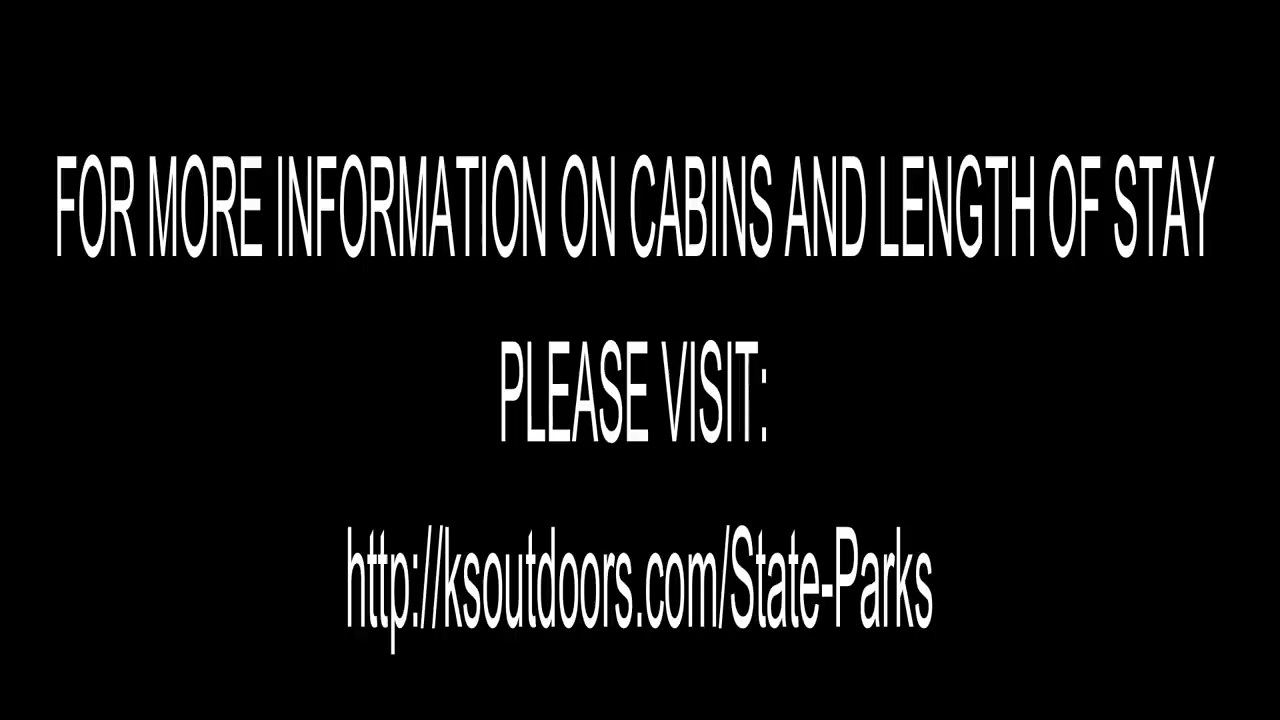 FOR MORE INFORMATION ON CABINS AND LENGTH OF STAY
PLEASE VISIT:
http://ksoutdoors.com/State-Parks